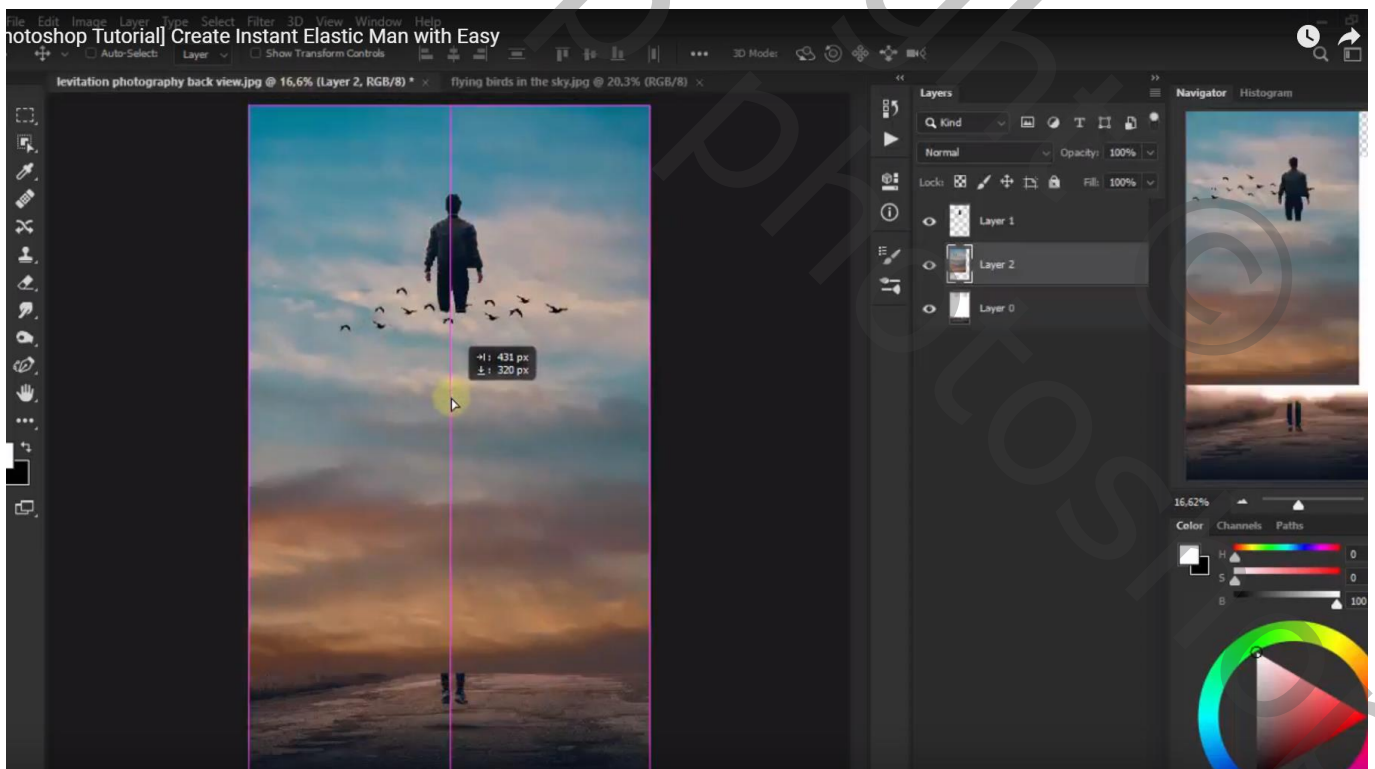 File Edit Image Layer Type Select Filter 3D View Window Help
hotoshop Tutorial] Create Instant Elastic Man with Easy
Auto-Select: Layer Show Transform Controls 3D Mode:
levitation photography back view.jpg @ 16,6% (Layer 2, RGB/8) * × flying birds in the sky.jpg @ 20.3% (RGB/8) ×
Layers
Navigator Histogram
Kind
Normal Opacity: 100%
Lock: Fill: 100%
Layer 1
Layer 2
Layer 0
431 px
320 px
16,62%
Color Channels Paths
H 0
S 0
B 100
photoshop